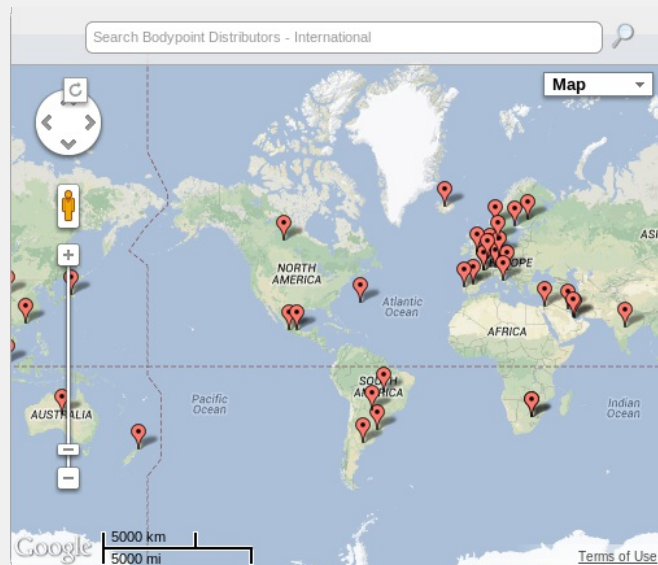 Search Bodypoint Distributors - International
Map
ASI
NORTH
AMERICA
EUROPE
Atlantic
Ocean
AFRICA
SOUTH
AMERICA
Pacific
Ocean
Indian
Ocean
AUSTRALIA
5000 km
Google
5000 mi
Terms of Use